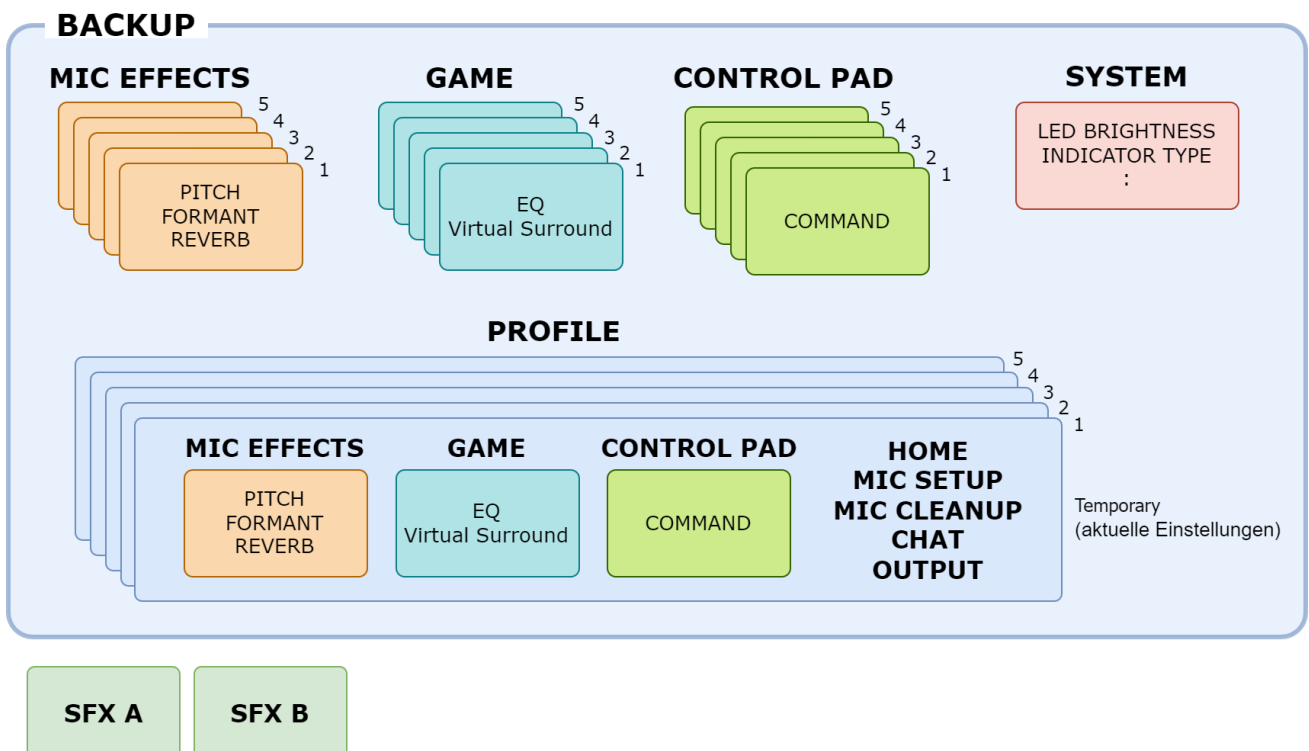 BACKUP
MIC EFFECTS
5
4
3
2
1
PITCH
FORMANT
REVERB
GAME
5
4
3
2
1
EQ
Virtual Surround
CONTROL PAD
5
4
3
2
1
COMMAND
SYSTEM
LED BRIGHTNESS
INDICATOR TYPE
:
PROFILE
5
4
3
2
1
MIC EFFECTS
PITCH
FORMANT
REVERB
GAME
EQ
Virtual Surround
CONTROL PAD
COMMAND
HOME
MIC SETUP
MIC CLEANUP
CHAT
OUTPUT
Temporary
(aktuelle Einstellungen)
SFX A
SFX B